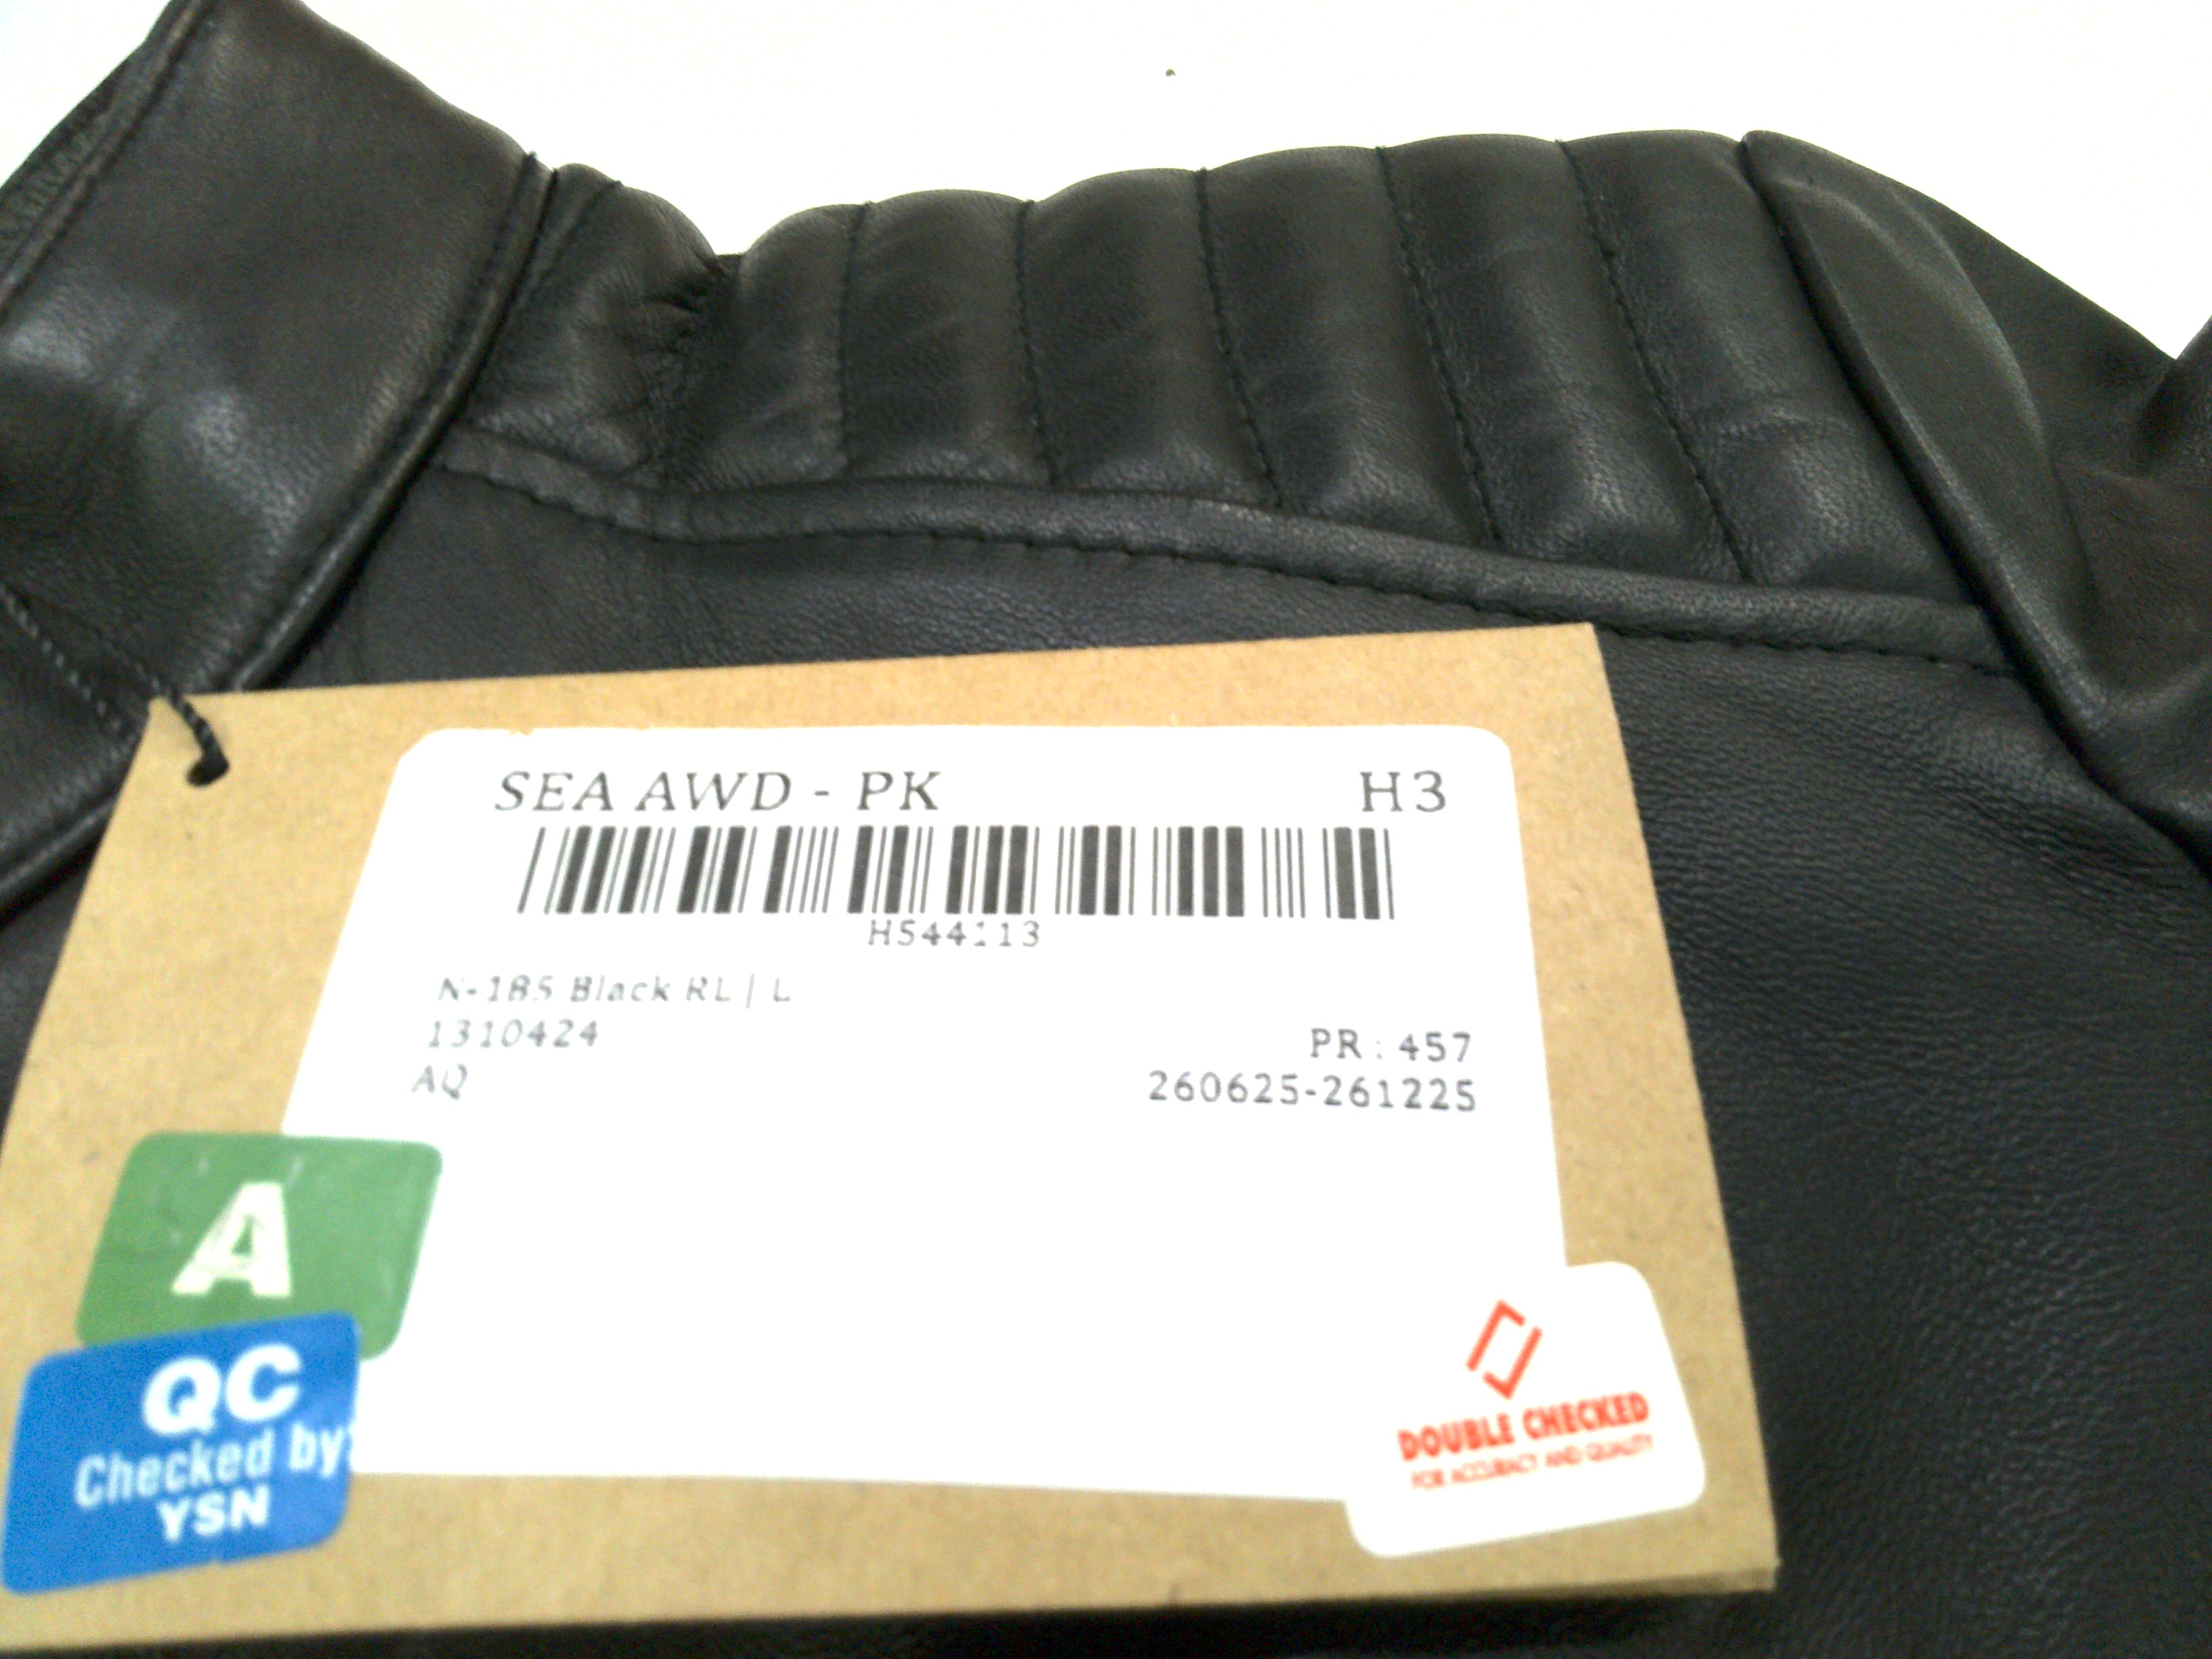 SEA AWD - PK H3
H544113
N-185 Black RL | L
1310424
PR : 457
AQ
260625-261225
A
QC
Checked by:
YSN
DOUBLE CHECKED
FOR ACCURACY AND QUALITY